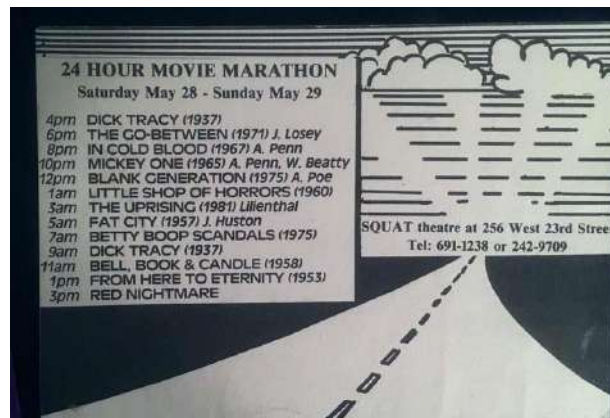 24 HOUR MOVIE MARATHON
Saturday May 28 - Sunday May 29
4pm DICK TRACY (1937)
6pm THE GO-BETWEEN (1971) J. Losey
8pm IN COLD BLOOD (1967) A. Penn
10pm MICKEY ONE (1965) A. Penn, W. Beatty
12pm BLANK GENERATION (1975) A. Poe
1am LITTLE SHOP OF HORRORS (1960)
3am THE UPRISING (1981) Lilienthal
5am FAT CITY (1957) J. Huston
7am BETTY BOOP SCANDALS (1975)
9am DICK TRACY (1937)
11am BELL, BOOK & CANDLE (1958)
1pm FROM HERE TO ETERNITY (1953)
3pm RED NIGHTMARE
SQUAT theatre at 256 West 23rd Stree
Tel: 691-1238 or 242-9709